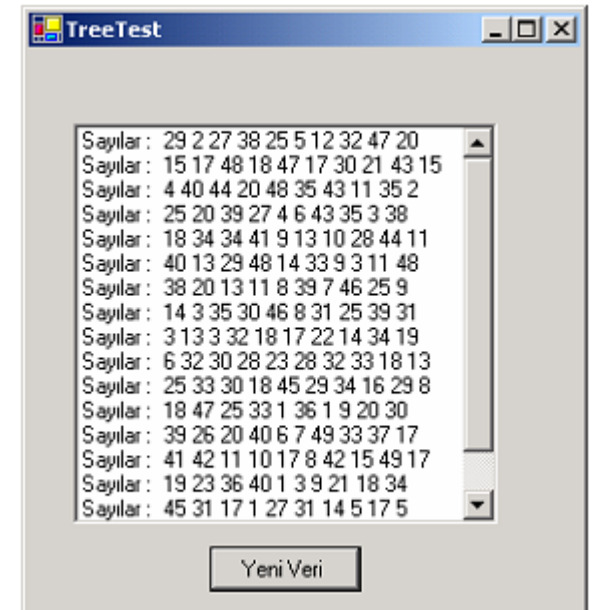 TreeTest
Sayılar : 29 2 27 38 25 5 12 32 47 20
Sayılar : 15 17 48 18 47 17 30 21 43 15
Sayılar : 4 40 44 20 48 35 43 11 35 2
Sayılar : 25 20 39 27 4 6 43 35 3 38
Sayılar : 18 34 34 41 9 13 10 28 44 11
Sayılar : 40 13 29 48 14 33 9 3 11 48
Sayılar : 38 20 13 11 8 39 7 46 25 9
Sayılar : 14 3 35 30 46 8 31 25 39 31
Sayılar : 3 13 3 32 18 17 22 14 34 19
Sayılar : 6 32 30 28 23 28 32 33 18 13
Sayılar : 25 33 30 18 45 29 34 16 29 8
Sayılar : 18 47 25 33 1 36 1 9 20 30
Sayılar : 39 26 20 40 6 7 49 33 37 17
Sayılar : 41 42 11 10 17 8 42 15 49 17
Sayılar : 19 23 36 40 1 3 9 21 18 34
Sayılar : 45 31 17 1 27 31 14 5 17 5
Yeni Veri